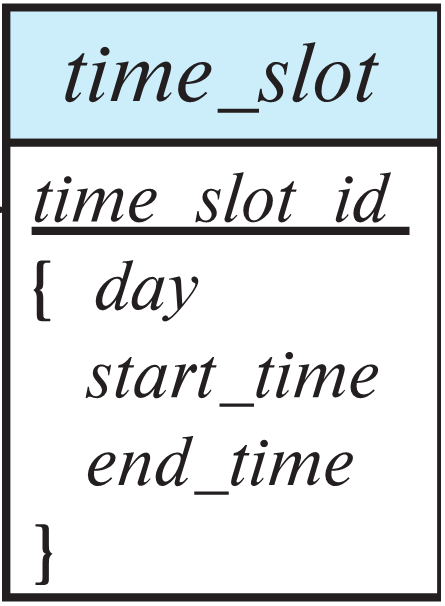 time_slot
time_slot_id
{ day
start_time
end_time
}